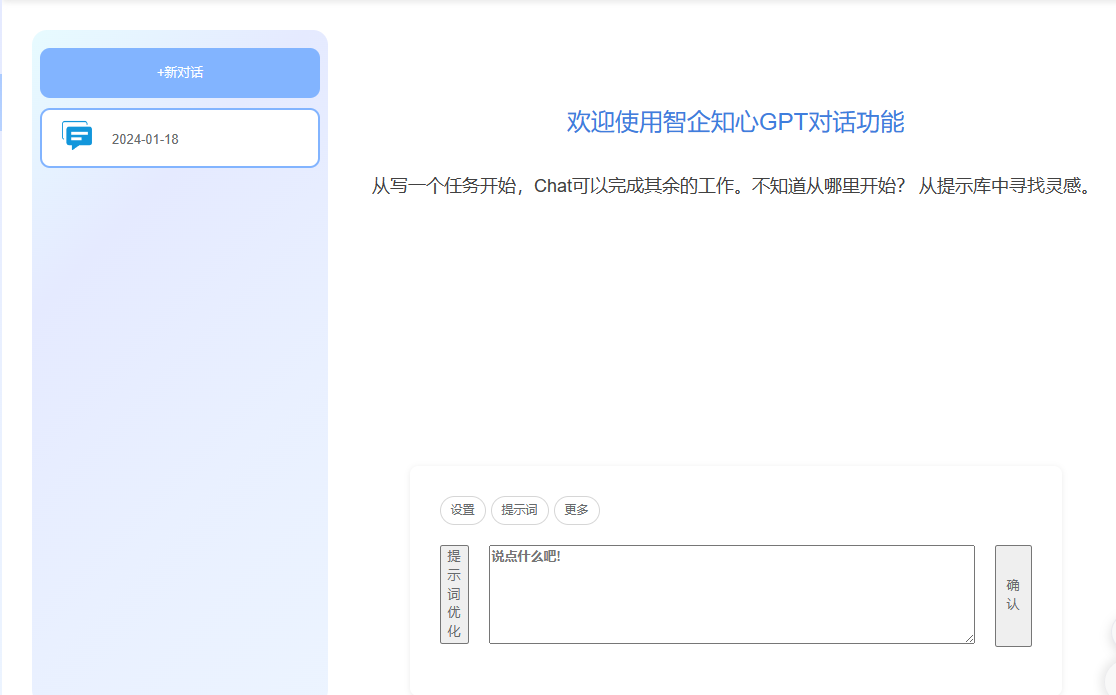 +新对话
2024-01-18
欢迎使用智企知心GPT对话功能
从写一个任务开始，Chat可以完成其余的工作。不知道从哪里开始？ 从提示库中寻找灵感。
设置 提示词 更多
提示词优化
说点什么吧!
确认